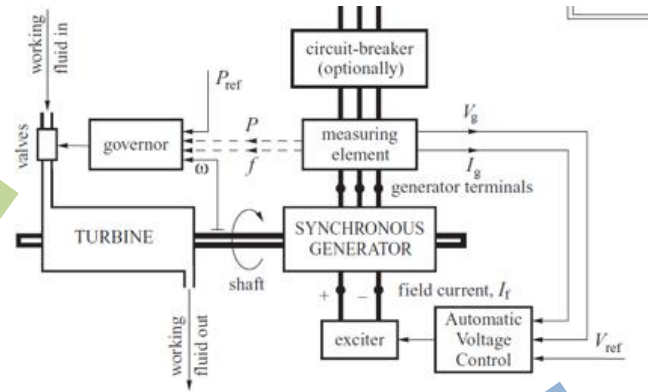 working
fluid in
circuit-breaker
(optionally)
P_ref
V_g
valves
governor
P
f
ω
measuring
element
I_g
generator terminals
TURBINE
SYNCHRONOUS
GENERATOR
shaft
+
−
field current, I_f
working
fluid out
exciter
Automatic
Voltage
Control
V_ref